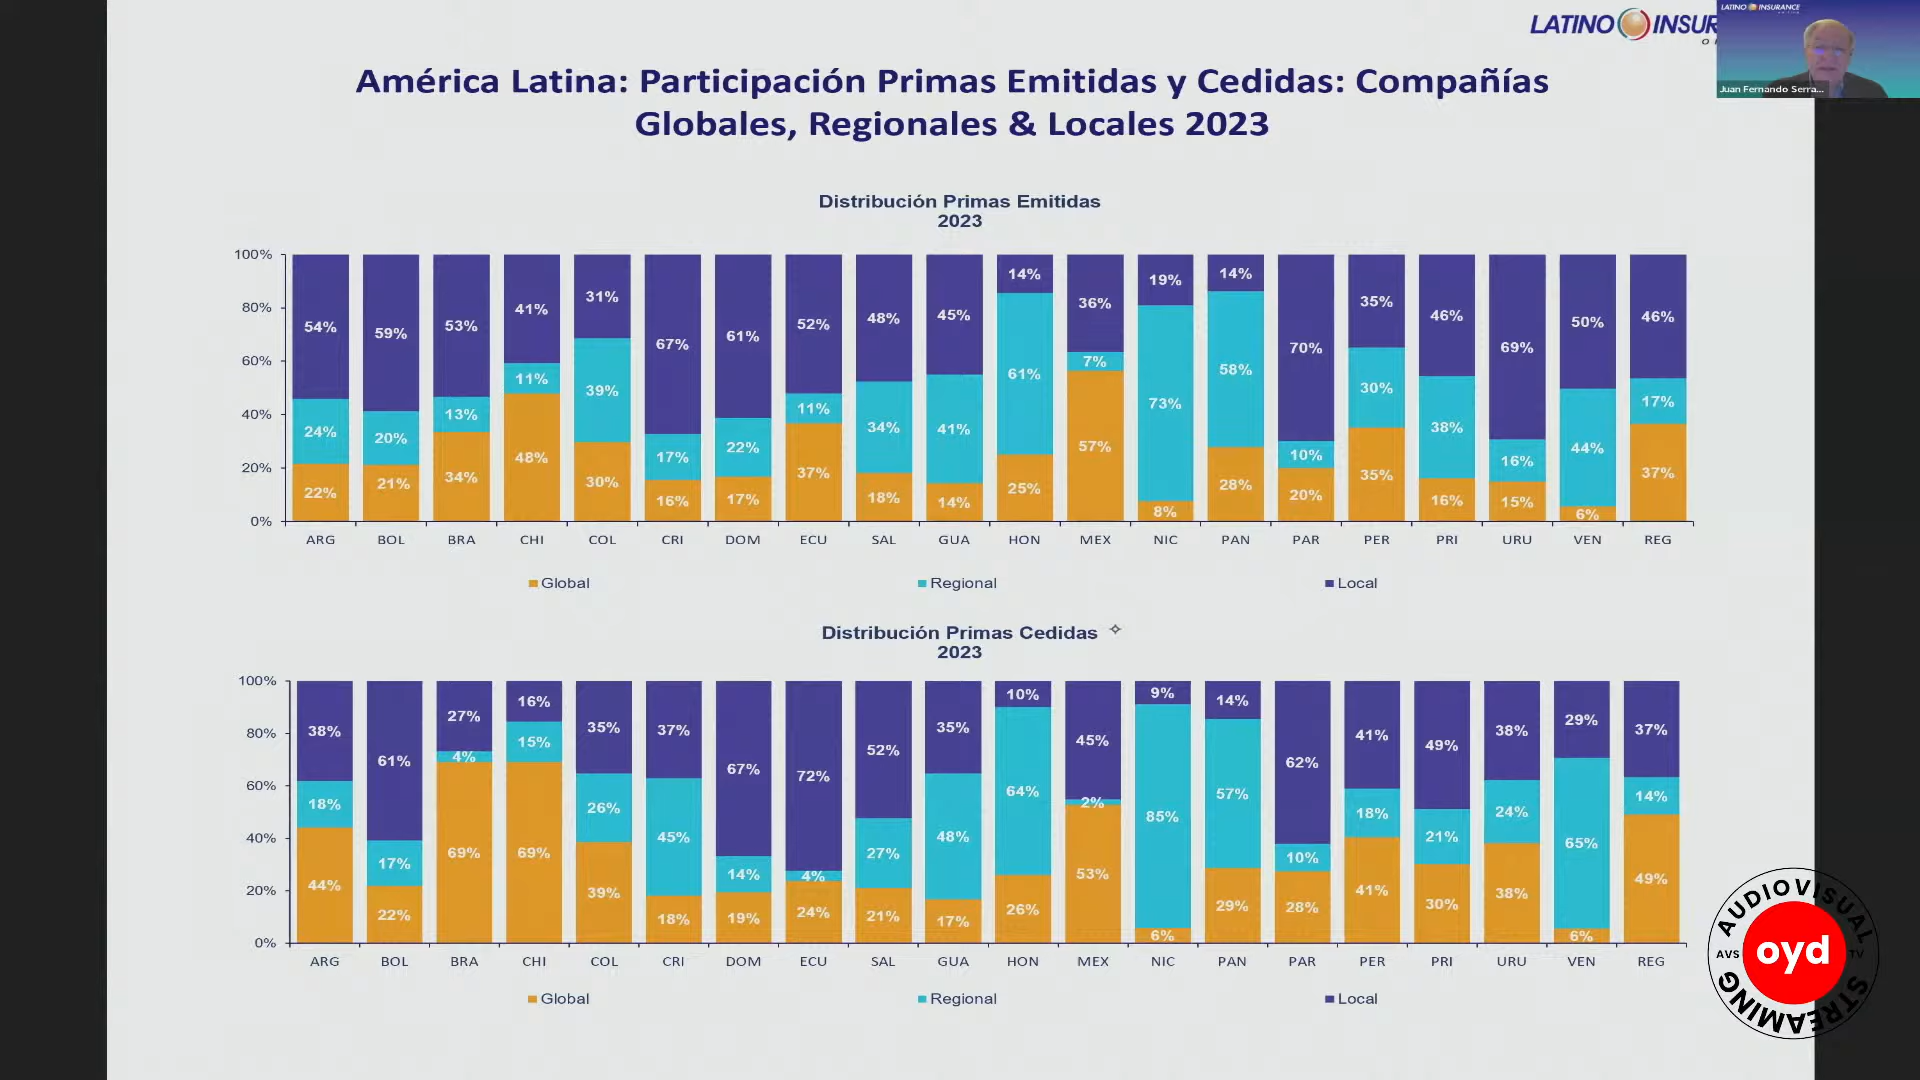 LATINO INSUR
O
LATINO INSURANCE
Juan Fernando Serra...
América Latina: Participación Primas Emitidas y Cedidas: Compañías
Globales, Regionales & Locales 2023
Distribución Primas Emitidas
2023
100%
80%
60%
40%
20%
0%
54% 59% 53% 41% 31% 67% 61% 52% 48% 45% 14% 36% 19% 14% 70% 35% 46% 69% 50% 46%
24% 20% 13% 11% 39% 17% 22% 11% 34% 41% 61% 7% 73% 58% 10% 30% 38% 16% 44% 17%
22% 21% 34% 48% 30% 16% 17% 37% 18% 14% 25% 57% 8% 28% 20% 35% 16% 15% 6% 37%
ARG BOL BRA CHI COL CRI DOM ECU SAL GUA HON MEX NIC PAN PAR PER PRI URU VEN REG
Global Regional Local
Distribución Primas Cedidas
2023
100%
80%
60%
40%
20%
0%
38% 61% 27% 16% 35% 37% 67% 72% 52% 35% 10% 45% 9% 14% 62% 41% 49% 38% 29% 37%
18% 17% 4% 15% 26% 45% 14% 4% 27% 48% 64% 2% 85% 57% 10% 18% 21% 24% 65% 14%
44% 22% 69% 69% 39% 18% 19% 24% 21% 17% 26% 53% 6% 29% 28% 41% 30% 38% 6% 49%
ARG BOL BRA CHI COL CRI DOM ECU SAL GUA HON MEX NIC PAN PAR PER PRI URU VEN REG
Global Regional Local
AUDIOVISUAL
AVS oyd TV
STREAMING